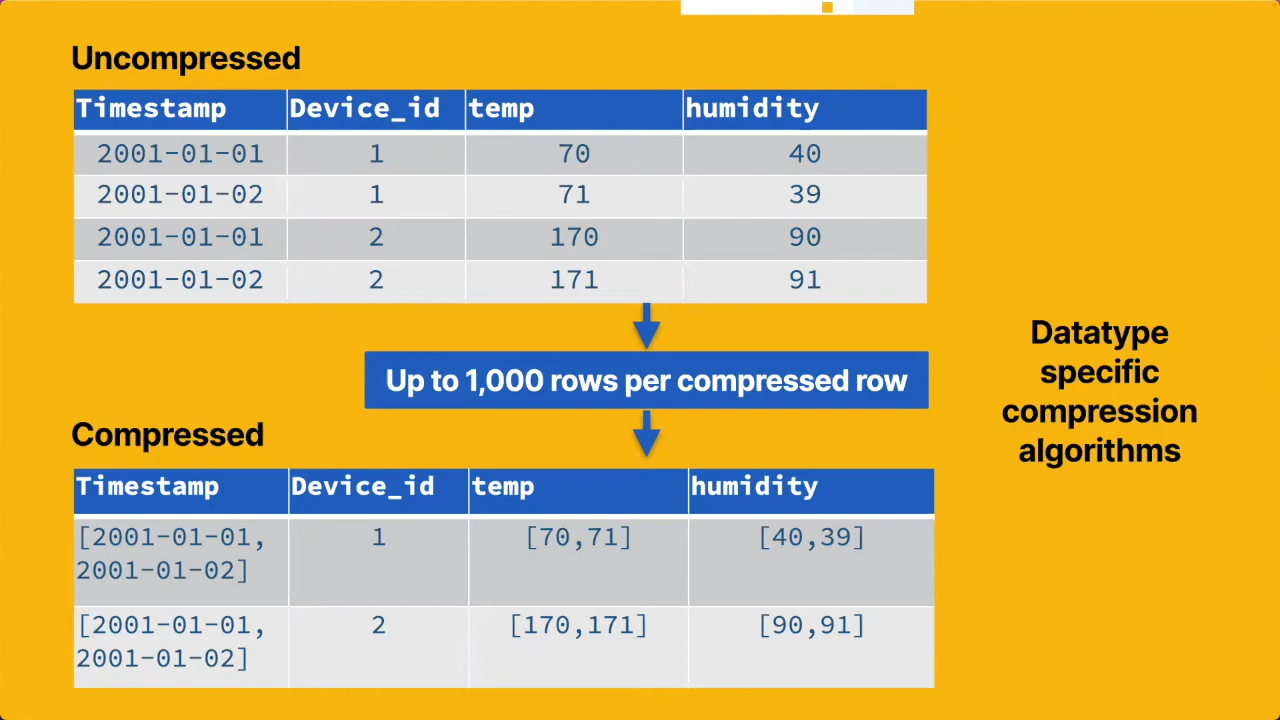 Uncompressed
Timestamp Device_id temp humidity
2001-01-01 1 70 40
2001-01-02 1 71 39
2001-01-01 2 170 90
2001-01-02 2 171 91
Up to 1,000 rows per compressed row
Datatype
specific
compression
algorithms
Compressed
Timestamp Device_id temp humidity
[2001-01-01, 1 [70,71] [40,39]
2001-01-02]
[2001-01-01, 2 [170,171] [90,91]
2001-01-02]